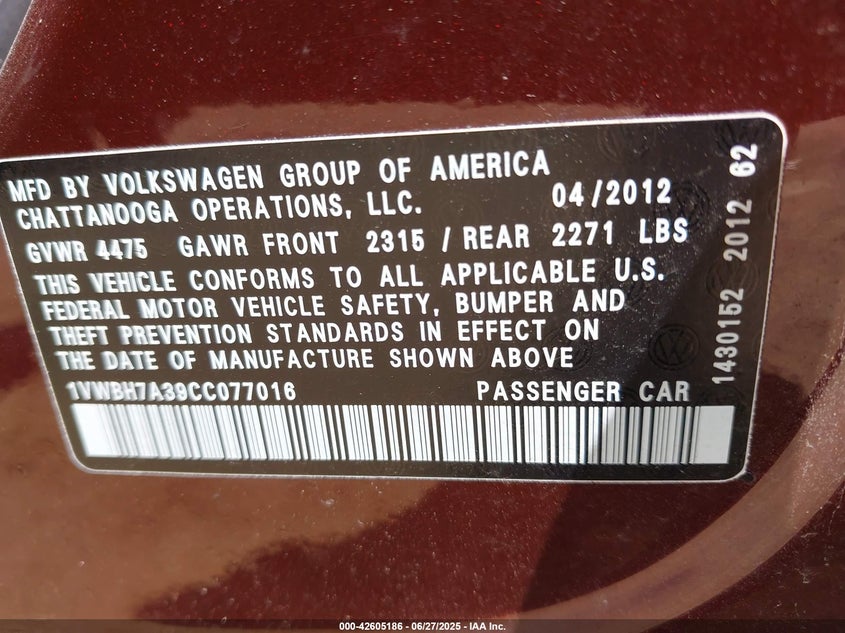 MFD BY VOLKSWAGEN GROUP OF AMERICA
CHATTANOOGA OPERATIONS, LLC. 04/2012
GVWR 4475 GAWR FRONT 2315 / REAR 2271 LBS
THIS VEHICLE CONFORMS TO ALL APPLICABLE U.S.
FEDERAL MOTOR VEHICLE SAFETY, BUMPER AND
THEFT PREVENTION STANDARDS IN EFFECT ON
THE DATE OF MANUFACTURE SHOWN ABOVE
1VWBH7A39CC077016 PASSENGER CAR
1430152 2012 62
000-42605186 - 06/27/2025 - IAA Inc.